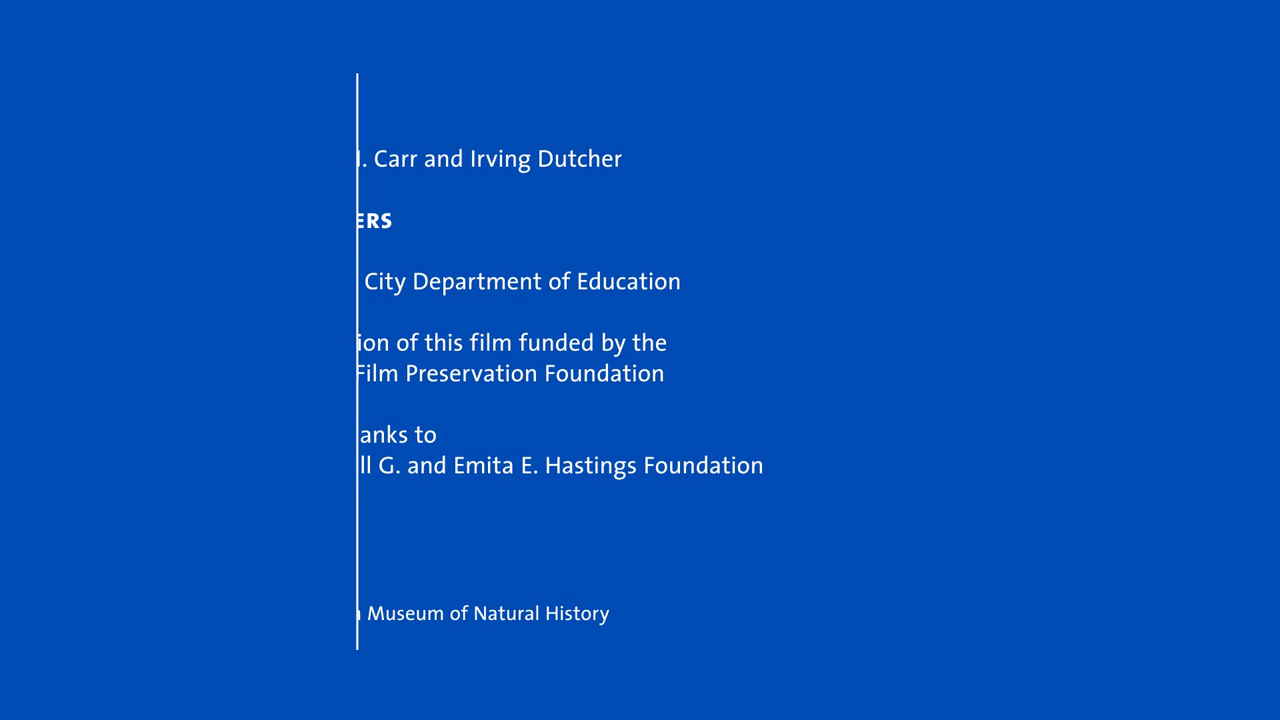 . Carr and Irving Dutcher
ERS
City Department of Education
ion of this film funded by the
Film Preservation Foundation
anks to
ll G. and Emita E. Hastings Foundation
Museum of Natural History